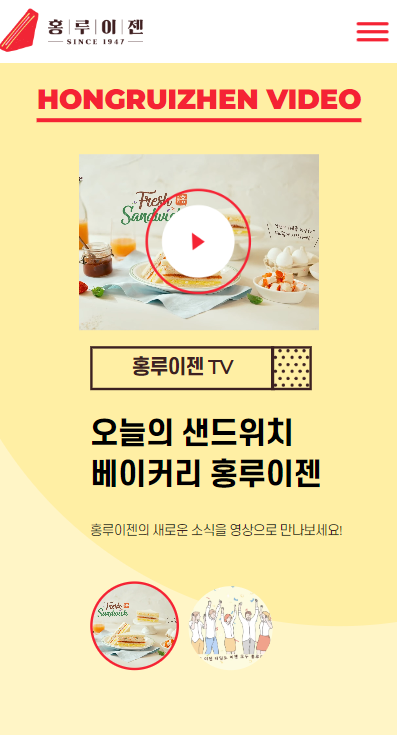 홍루이젠
SINCE 1947
HONGRUIZHEN VIDEO
Fresh
Sandwich
홍루이젠 TV
오늘의 샌드위치
베이커리 홍루이젠
홍루이젠의 새로운 소식을 영상으로 만나보세요!
Fresh
Sandwich